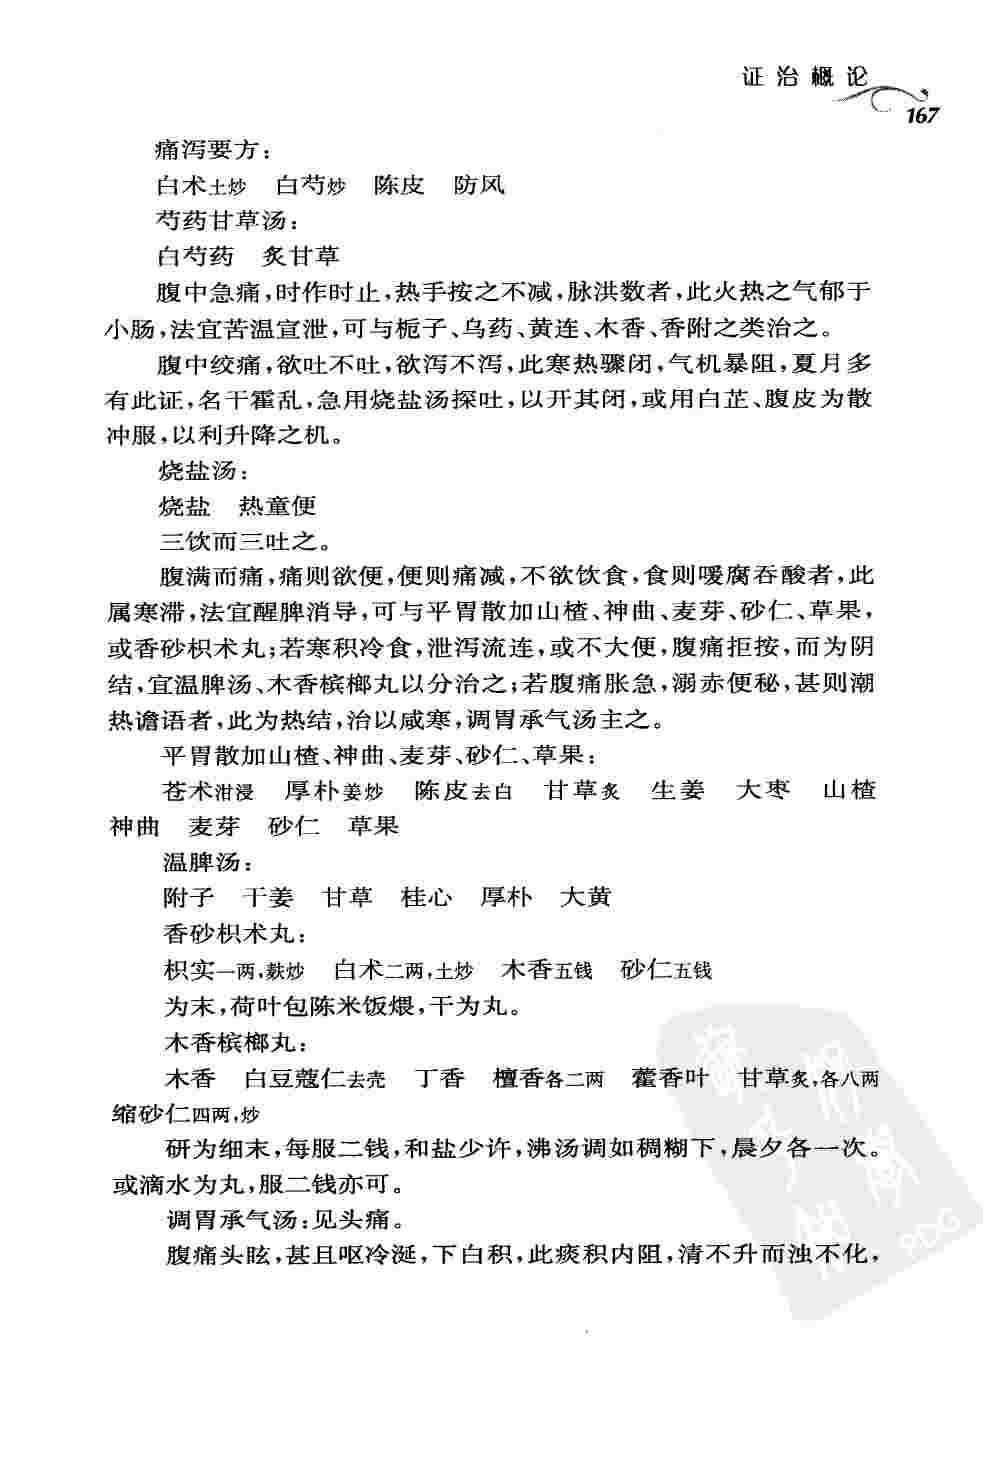 证治概论
167
痛泻要方：
白术土炒　白芍炒　陈皮　防风
芍药甘草汤：
白芍药　炙甘草
腹中急痛，时作时止，热手按之不减，脉洪数者，此火热之气郁于
小肠，法宜苦温宣泄，可与栀子、乌药、黄连、木香、香附之类治之。
腹中绞痛，欲吐不吐，欲泻不泻，此寒热骤闭，气机暴阻，夏月多
有此证，名干霍乱，急用烧盐汤探吐，以开其闭，或用白芷、腹皮为散
冲服，以利升降之机。
烧盐汤：
烧盐　热童便
三饮而三吐之。
腹满而痛，痛则欲便，便则痛减，不欲饮食，食则嗳腐吞酸者，此
属寒滞，法宜醒脾消导，可与平胃散加山楂、神曲、麦芽、砂仁、草果，
或香砂枳术丸；若寒积冷食，泄泻流连，或不大便，腹痛拒按，而为阴
结，宜温脾汤、木香槟榔丸以分治之；若腹痛胀急，溺赤便秘，甚则潮
热谵语者，此为热结，治以咸寒，调胃承气汤主之。
平胃散加山楂、神曲、麦芽、砂仁、草果：
苍术泔浸　厚朴姜炒　陈皮去白　甘草炙　生姜　大枣　山楂
神曲　麦芽　砂仁　草果
温脾汤：
附子　干姜　甘草　桂心　厚朴　大黄
香砂枳术丸：
枳实一两，麸炒　白术二两，土炒　木香五钱　砂仁五钱
为末，荷叶包陈米饭煨，干为丸。
木香槟榔丸：
木香　白豆蔻仁去壳　丁香　檀香各二两　藿香叶　甘草炙，各八两
缩砂仁四两，炒
研为细末，每服二钱，和盐少许，沸汤调如稠糊下，晨夕各一次。
或滴水为丸，服二钱亦可。
调胃承气汤：见头痛。
腹痛头眩，甚且呕冷涎，下白积，此痰积内阻，清不升而浊不化，
PDG